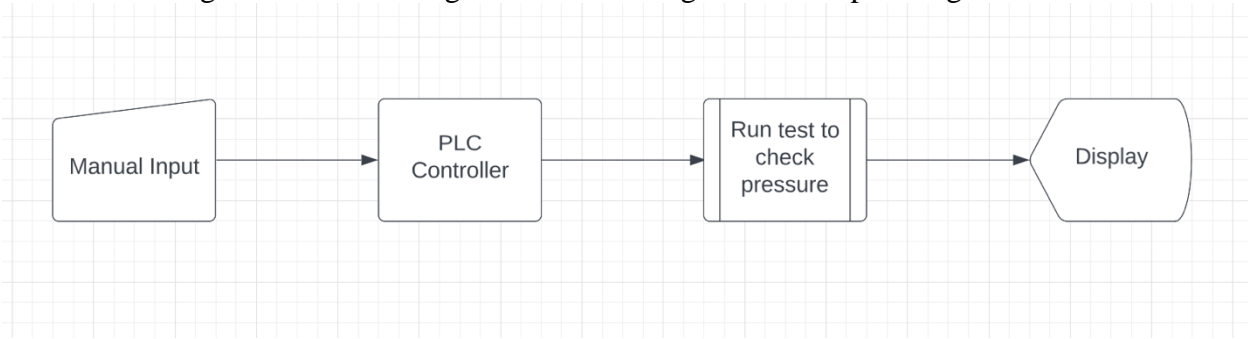 Manual Input
PLC
Controller
Run test to
check
pressure
Display